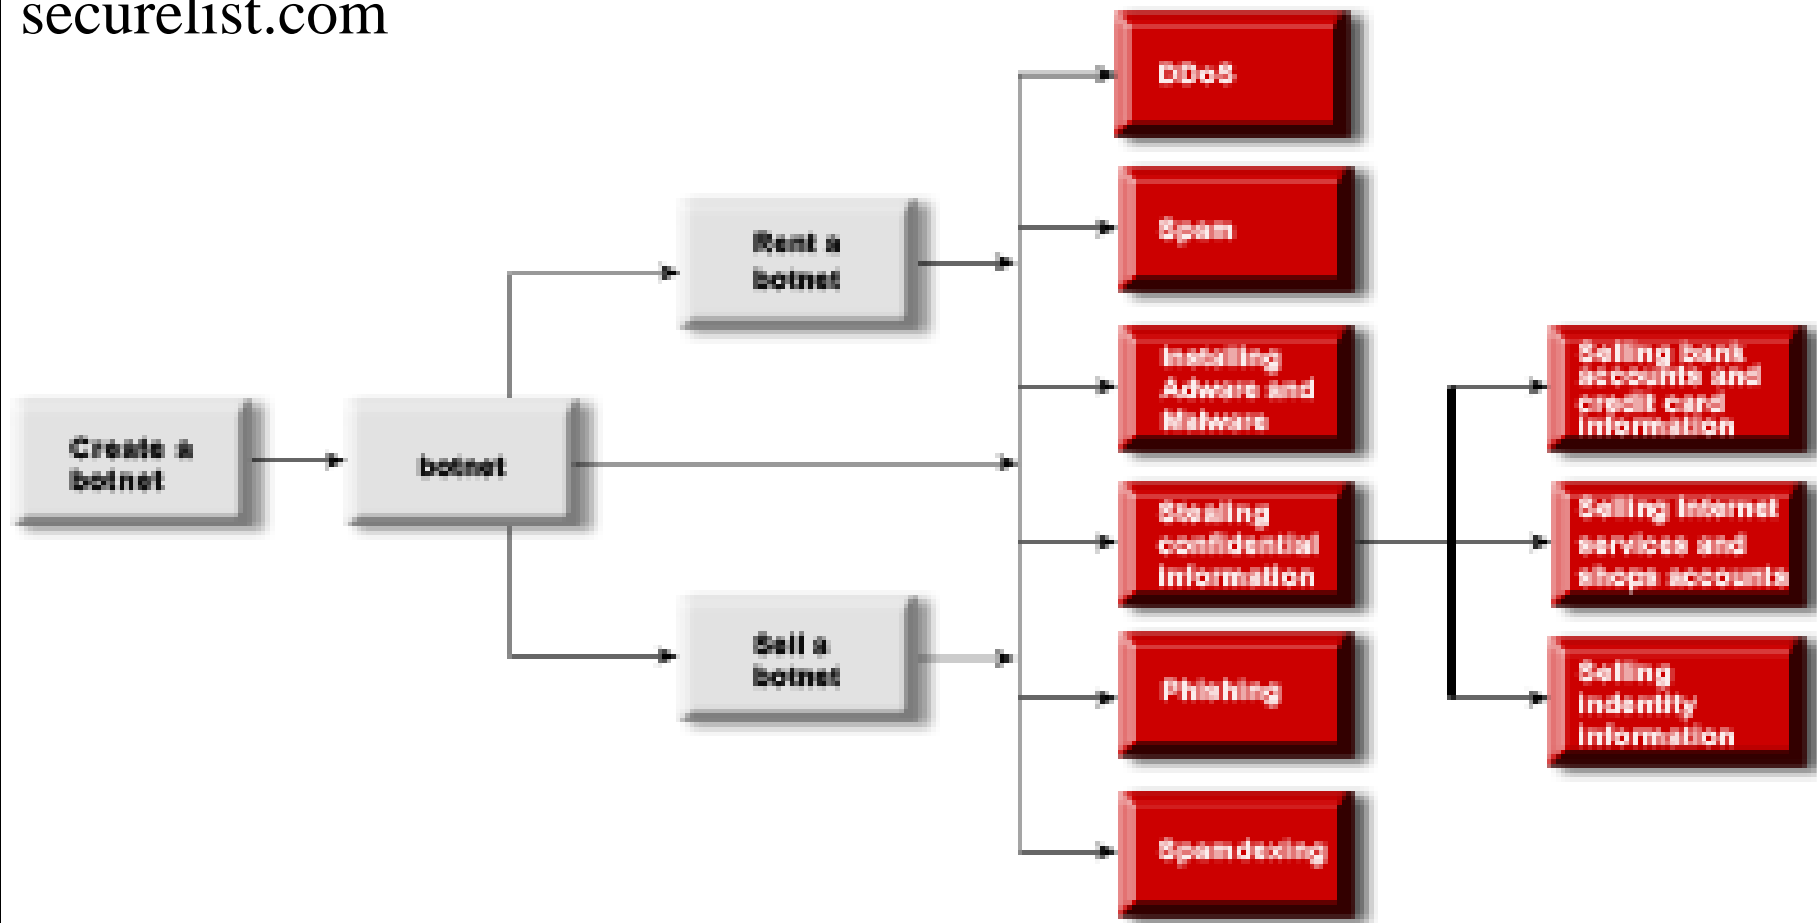 securelist.com
DDoS
Spam
Rent a
botnet
Installing
Adware and
Malware
Selling bank
accounts and
credit card
information
Create a
botnet
botnet
Stealing
confidential
information
Selling Internet
services and
shops accounts
Sell a
botnet
Phishing
Selling
indentity
information
Spamdexing